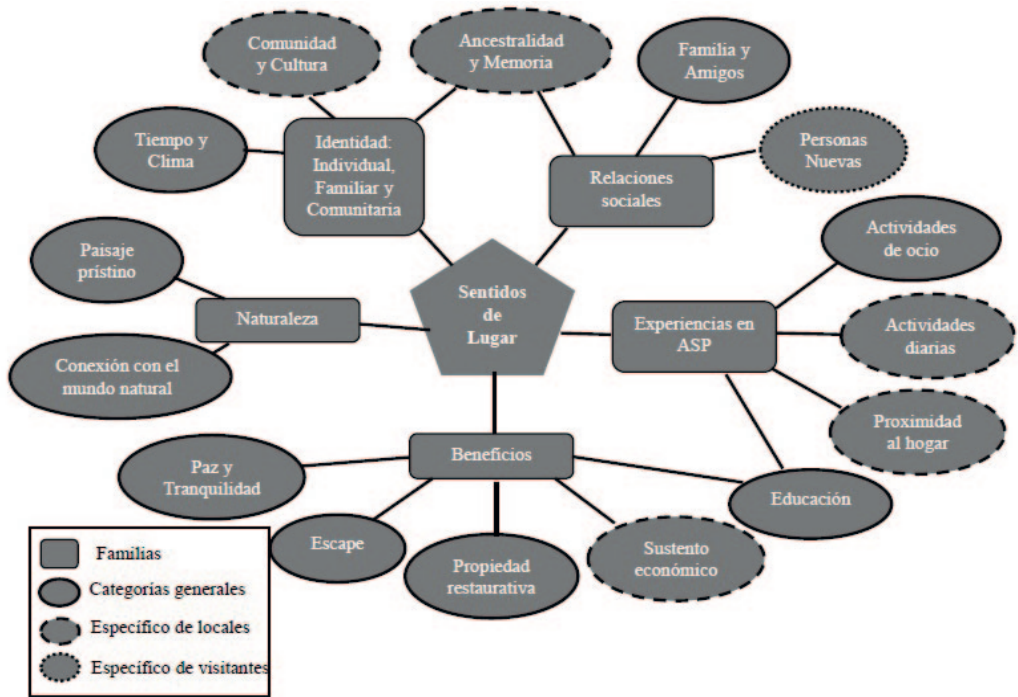 Comunidad
y Cultura
Ancestralidad
y Memoria
Familia y
Amigos
Tiempo y
Clima
Identidad:
Individual,
Familiar y
Comunitaria
Relaciones
sociales
Personas
Nuevas
Paisaje
prístino
Naturaleza
Conexión con el
mundo natural
Sentidos
de
Lugar
Experiencias en
ASP
Actividades
de ocio
Actividades
diarias
Proximidad
al hogar
Educación
Beneficios
Paz y
Tranquilidad
Escape
Propiedad
restaurativa
Sustento
económico
Familias
Categorías generales
Específico de locales
Específico de visitantes